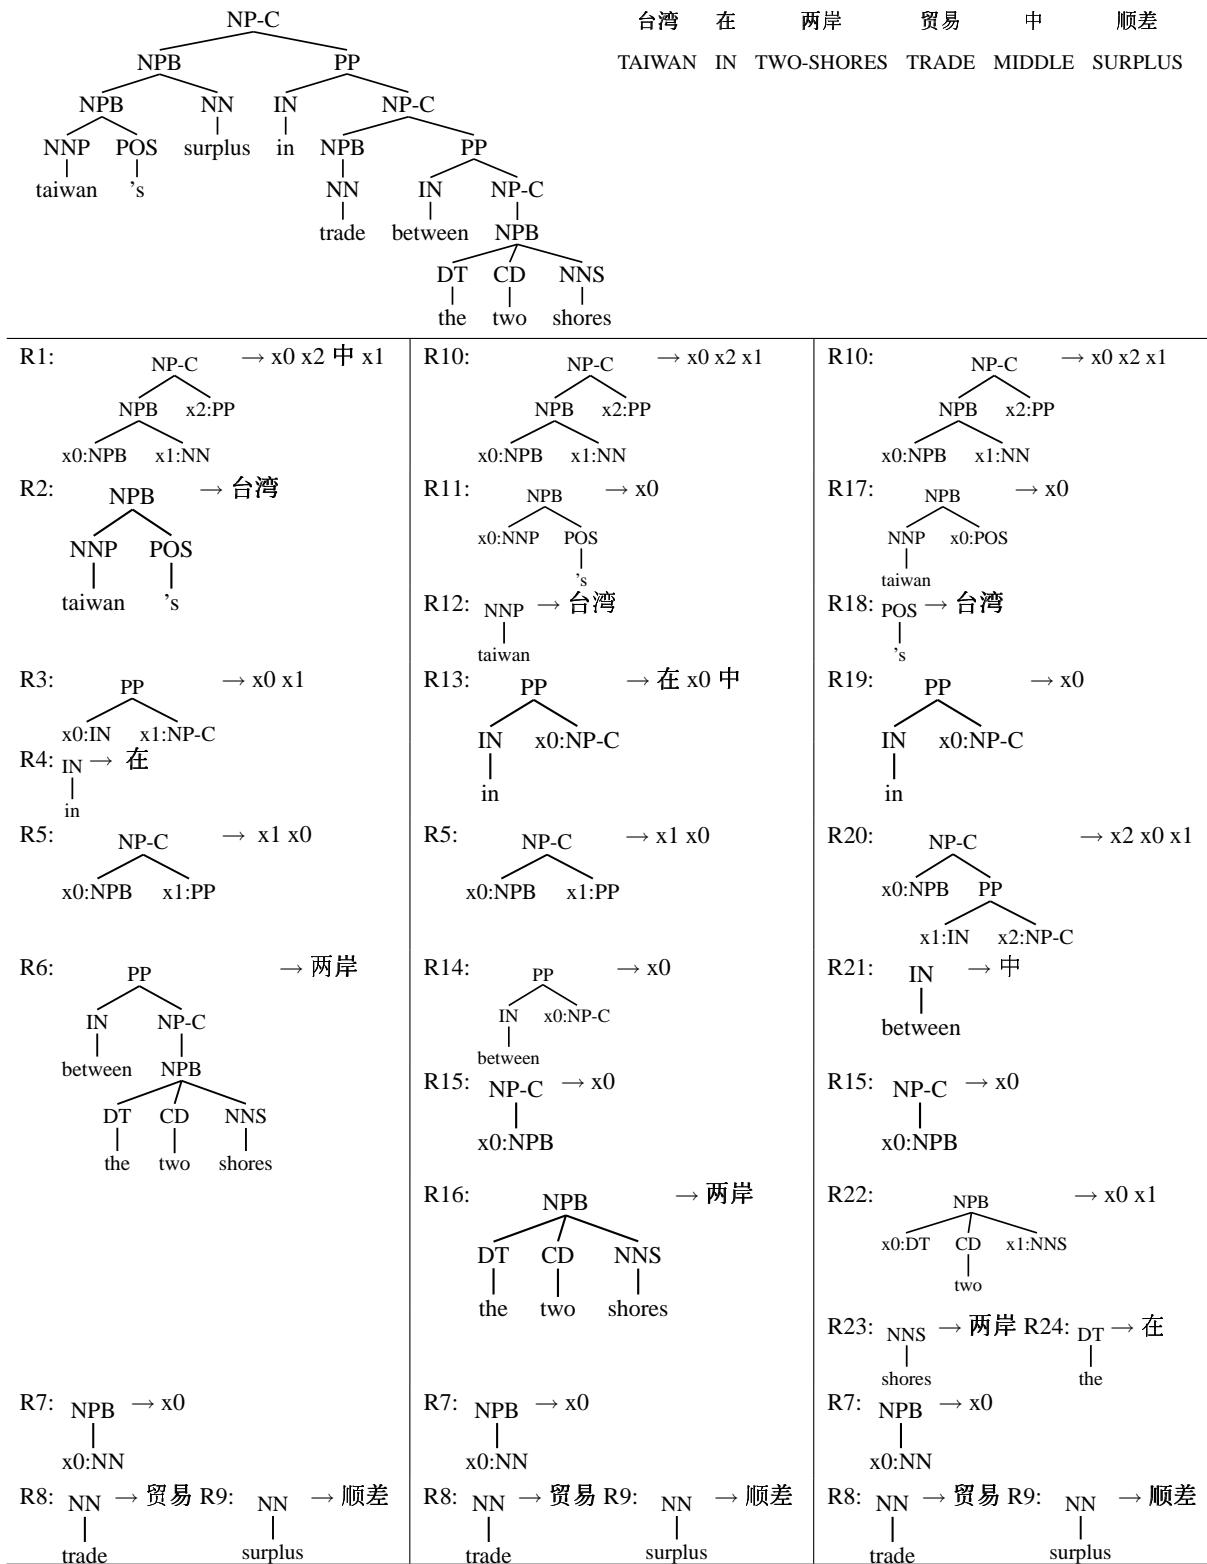 NP-C 台湾 在 两岸 贸易 中 顺差
NPB PP TAIWAN IN TWO-SHORES TRADE MIDDLE SURPLUS
NPB NN IN NP-C
NNP POS surplus in NPB PP
taiwan 's NN IN NP-C
trade between NPB
DT CD NNS
the two shores
R1: NP-C → x0 x2 中 x1
NPB x2:PP
x0:NPB x1:NN
R2: NPB → 台湾
NNP POS
taiwan 's
R3: PP → x0 x1
x0:IN x1:NP-C
R4: IN → 在
in
R5: NP-C → x1 x0
x0:NPB x1:PP
R6: PP → 两岸
IN NP-C
between NPB
DT CD NNS
the two shores
R7: NPB → x0
x0:NN
R8: NN → 贸易 R9: NN → 顺差
trade surplus
R10: NP-C → x0 x2 x1
NPB x2:PP
x0:NPB x1:NN
R11: NPB → x0
x0:NNP POS
's
R12: NNP → 台湾
taiwan
R13: PP → 在 x0 中
IN x0:NP-C
in
R5: NP-C → x1 x0
x0:NPB x1:PP
R14: PP → x0
IN x0:NP-C
between
R15: NP-C → x0
x0:NPB
R16: NPB → 两岸
DT CD NNS
the two shores
R7: NPB → x0
x0:NN
R8: NN → 贸易 R9: NN → 顺差
trade surplus
R10: NP-C → x0 x2 x1
NPB x2:PP
x0:NPB x1:NN
R17: NPB → x0
NNP x0:POS
taiwan
R18: POS → 台湾
's
R19: PP → x0
IN x0:NP-C
in
R20: NP-C → x2 x0 x1
x0:NPB PP
x1:IN x2:NP-C
R21: IN → 中
between
R15: NP-C → x0
x0:NPB
R22: NPB → x0 x1
x0:DT CD x1:NNS
two
R23: NNS → 两岸 R24: DT → 在
shores the
R7: NPB → x0
x0:NN
R8: NN → 贸易 R9: NN → 顺差
trade surplus